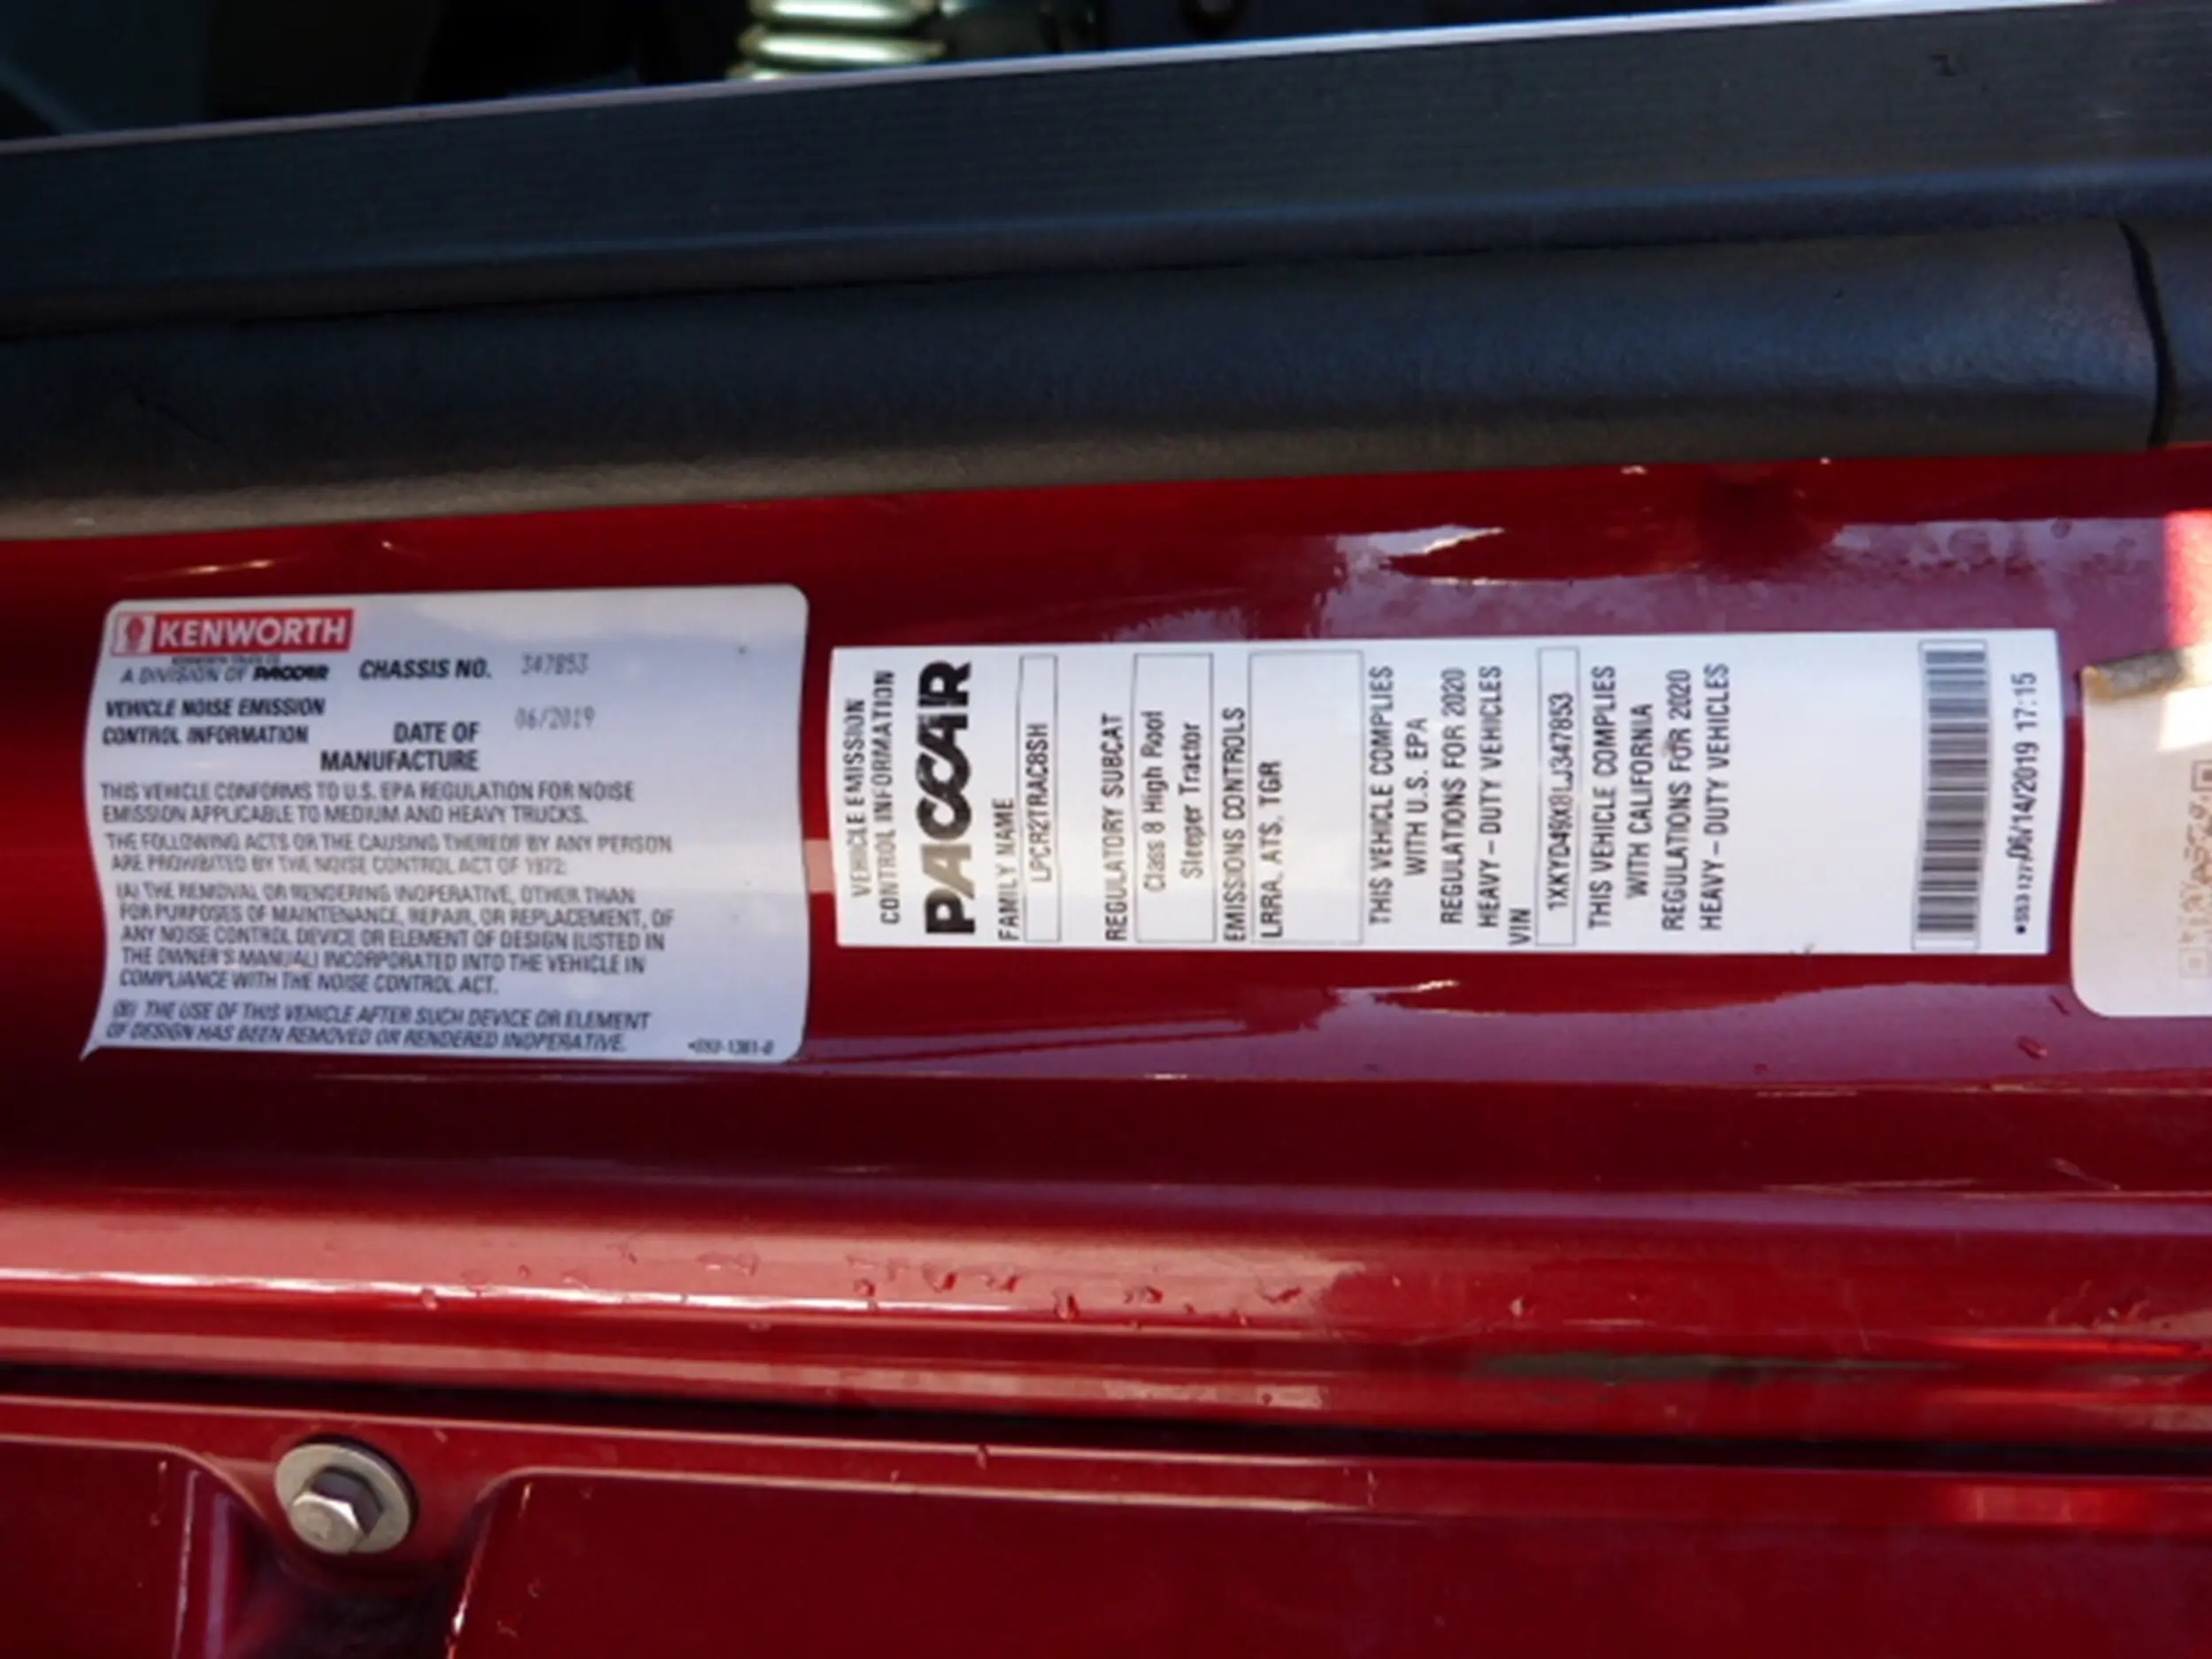 KENWORTH
A DIVISION OF PACCAR
CHASSIS NO. 347853
VEHICLE NOISE EMISSION
CONTROL INFORMATION
DATE OF
MANUFACTURE
06/2019
THIS VEHICLE CONFORMS TO U.S. EPA REGULATION FOR NOISE
EMISSION APPLICABLE TO MEDIUM AND HEAVY TRUCKS.
THE FOLLOWING ACTS OR THE CAUSING THEREOF BY ANY PERSON
ARE PROHIBITED BY THE NOISE CONTROL ACT OF 1972:
(A) THE REMOVAL OR RENDERING INOPERATIVE, OTHER THAN
FOR PURPOSES OF MAINTENANCE, REPAIR, OR REPLACEMENT, OF
ANY NOISE CONTROL DEVICE OR ELEMENT OF DESIGN (LISTED IN
THE OWNER'S MANUAL) INCORPORATED INTO THE VEHICLE IN
COMPLIANCE WITH THE NOISE CONTROL ACT.
(B) THE USE OF THIS VEHICLE AFTER SUCH DEVICE OR ELEMENT
OF DESIGN HAS BEEN REMOVED OR RENDERED INOPERATIVE.
VEHICLE EMISSION
CONTROL INFORMATION
PACCAR
FAMILY NAME
LPCR2TRAC8SH
REGULATORY SUBCAT
Class 8 High Roof
Sleeper Tractor
EMISSIONS CONTROLS
LRRA, ATS, TGR
THIS VEHICLE COMPLIES
WITH U.S. EPA
REGULATIONS FOR 2020
HEAVY-DUTY VEHICLES
VIN
THIS VEHICLE COMPLIES
WITH CALIFORNIA
REGULATIONS FOR 2020
HEAVY-DUTY VEHICLES
06/14/2019 17:15